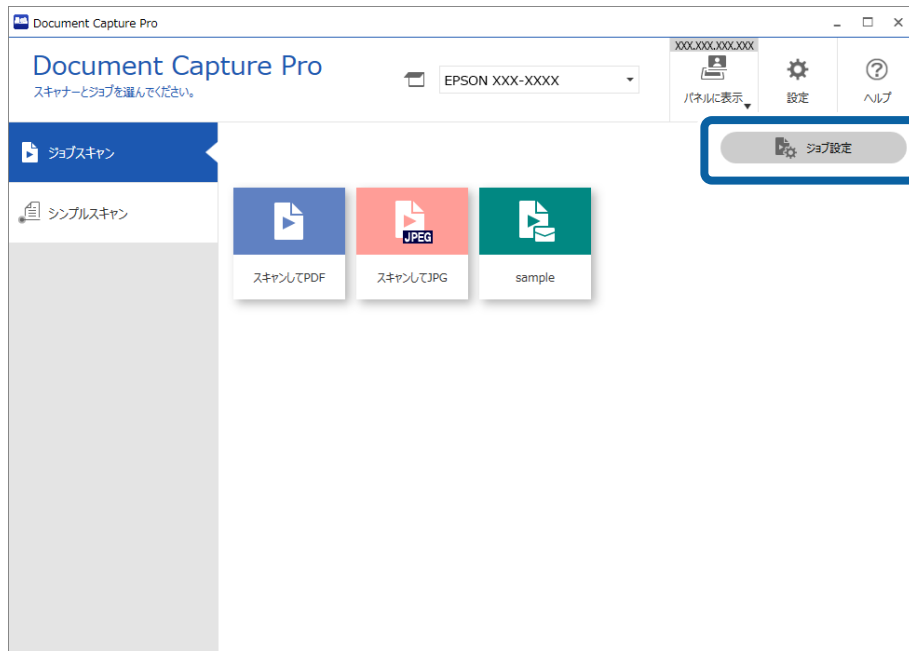 Document Capture Pro
Document Capture Pro
スキャナーとジョブを選んでください。
EPSON XXX-XXXX
XXX.XXX.XXX.XXX
パネルに表示
設定
ヘルプ
ジョブスキャン
ジョブ設定
シンプルスキャン
JPEG
スキャンしてPDF
スキャンしてJPG
sample